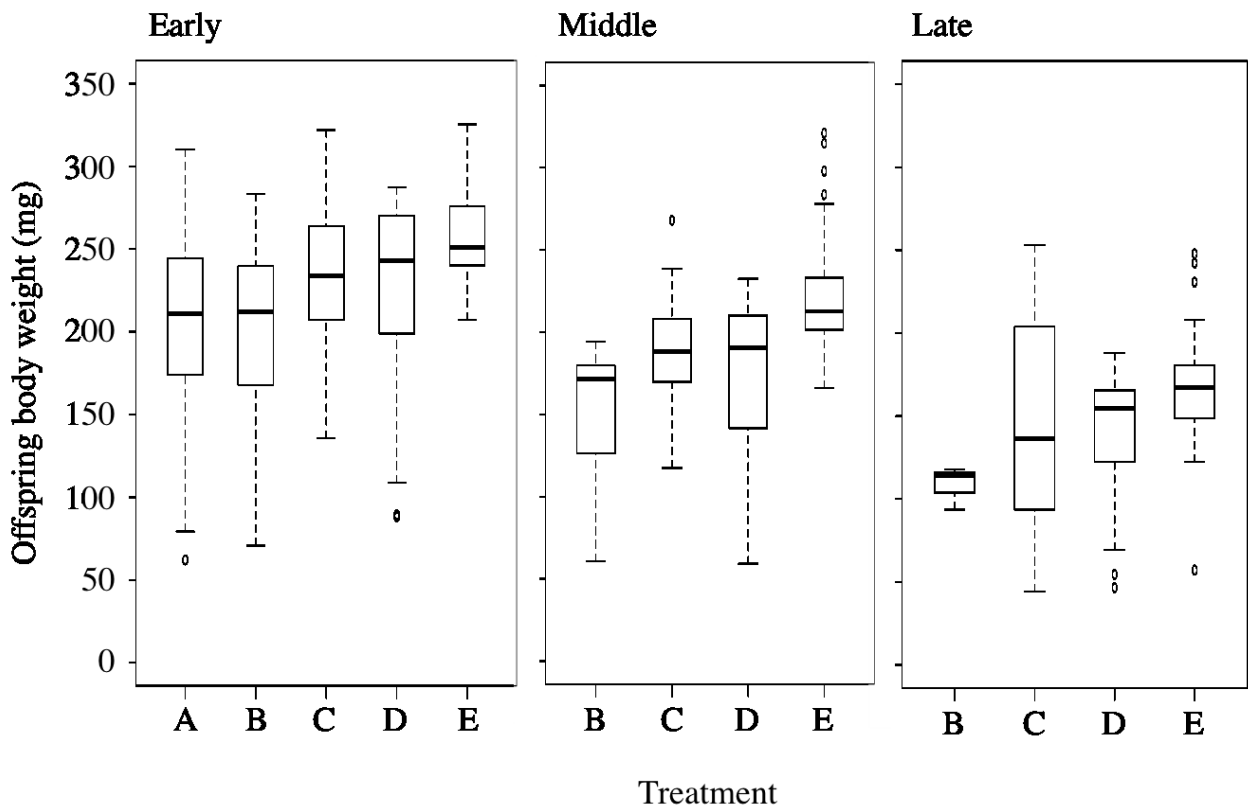 Early Middle Late
Offspring body weight (mg)
350
300
250
200
150
100
50
0
A B C D E
B C D E
B C D E
Treatment